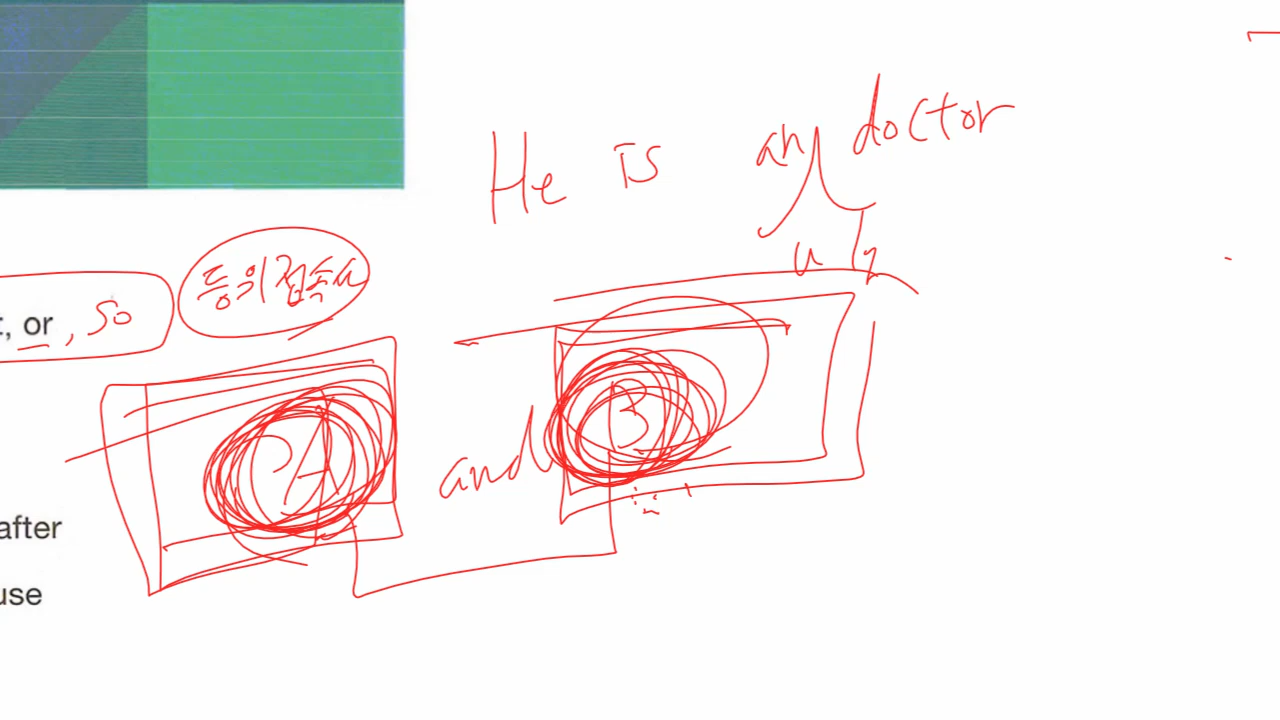 He is an doctor
등위접속사
t, or, so
A and B
after
use